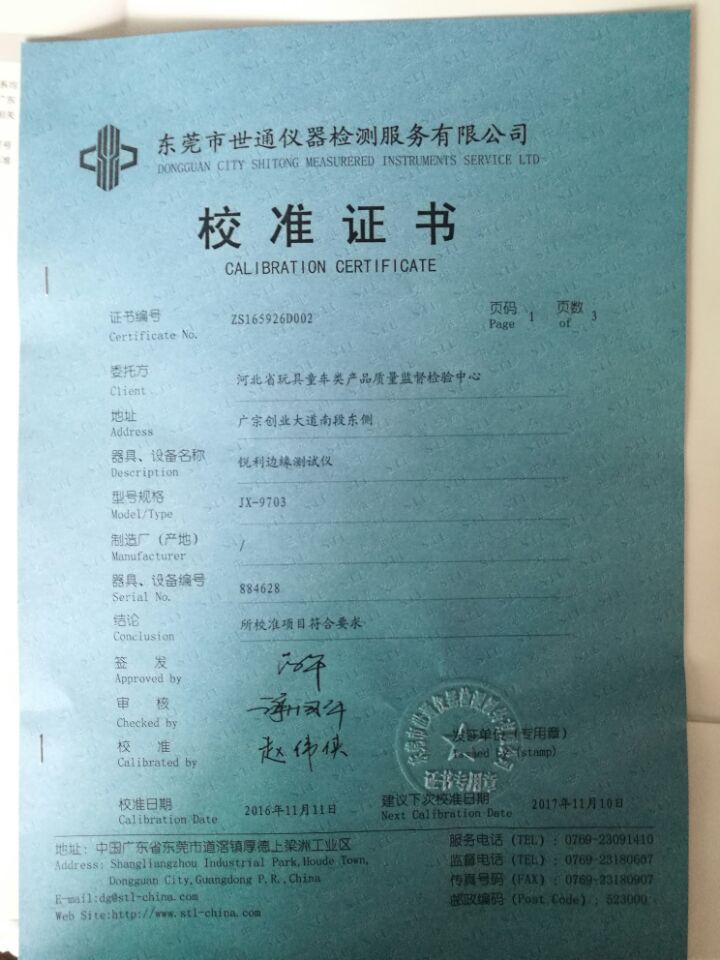 东莞市世通仪器检测服务有限公司
DONGGUAN CITY SHITONG MEASURERED INSTRUMENTS SERVICE LTD
校准证书
CALIBRATION CERTIFICATE
证书编号 ZS165926D002 页码 1 页数 3
Certificate No. Page of
委托方 河北省玩具童车类产品质量监督检验中心
Client
地址 广宗创业大道南段东侧
Address
器具、设备名称 锐利边缘测试仪
Description
型号规格 JX-9703
Model/Type
制造厂（产地） /
Manufacturer
器具、设备编号 884628
Serial No.
结论 所校准项目符合要求
Conclusion
签 发
Approved by
审 核
Checked by
校 准 赵伟侠
Calibrated by
发证单位（专用章）
Issued by (stamp)
校准日期 2016年11月11日 建议下次校准日期 2017年11月10日
Calibration Date Next Calibration Date
地址：中国广东省东莞市道滘镇厚德上梁洲工业区 服务电话（TEL）：0769-23091410
Address: Shangliangzhou Industrial Park,Houde Town, 监督电话（TEL）：0769-23180607
Dongguan City,Guangdong P.R.,China 传真号码（FAX）：0769-23180907
E-mail:dg@stl-china.com 邮政编码（Post Code）：523000
Web Site:http://www.stl-china.com